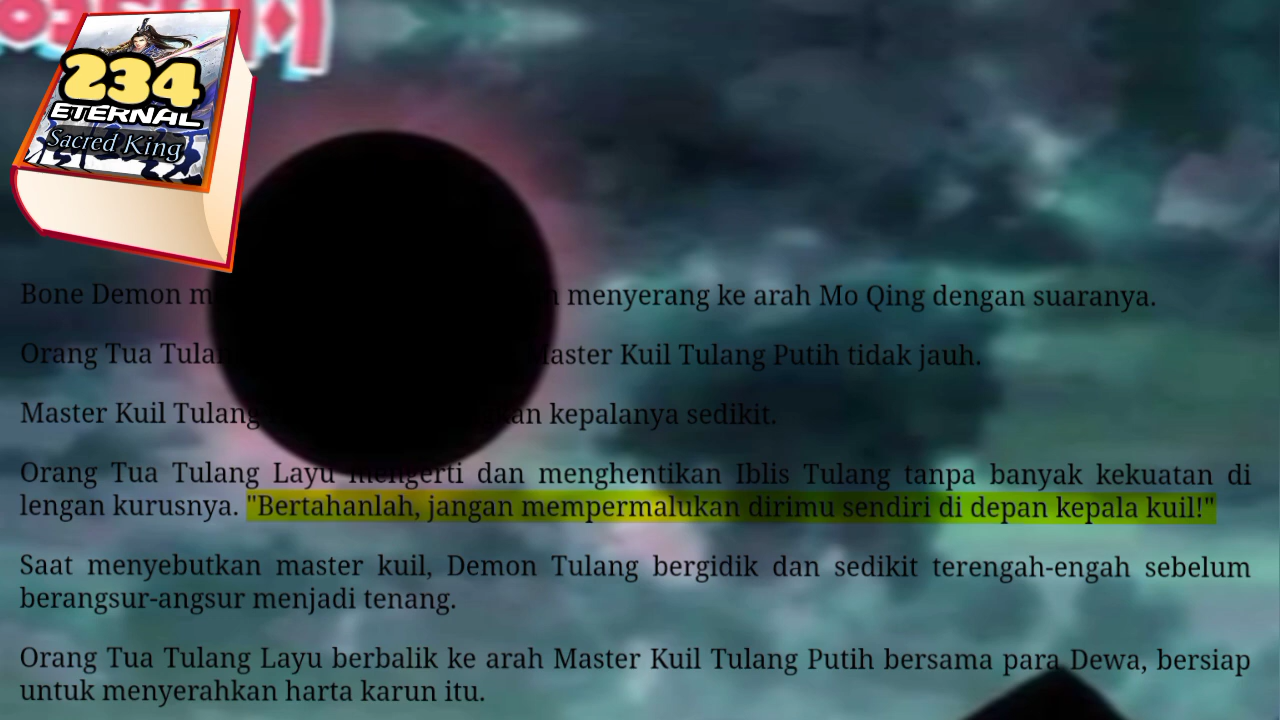 234
ETERNAL
Sacred King
Bone Demon menyerang ke arah Mo Qing dengan suaranya.
Orang Tua Master Kuil Tulang Putih tidak jauh.
Master Kuil Tulang kepalanya sedikit.
Orang Tua Tulang Layu mengerti dan menghentikan Iblis Tulang tanpa banyak kekuatan di
lengan kurusnya. "Bertahanlah, jangan mempermalukan dirimu sendiri di depan kepala kuil!"
Saat menyebutkan master kuil, Demon Tulang bergidik dan sedikit terengah-engah sebelum
berangsur-angsur menjadi tenang.
Orang Tua Tulang Layu berbalik ke arah Master Kuil Tulang Putih bersama para Dewa, bersiap
untuk menyerahkan harta karun itu.